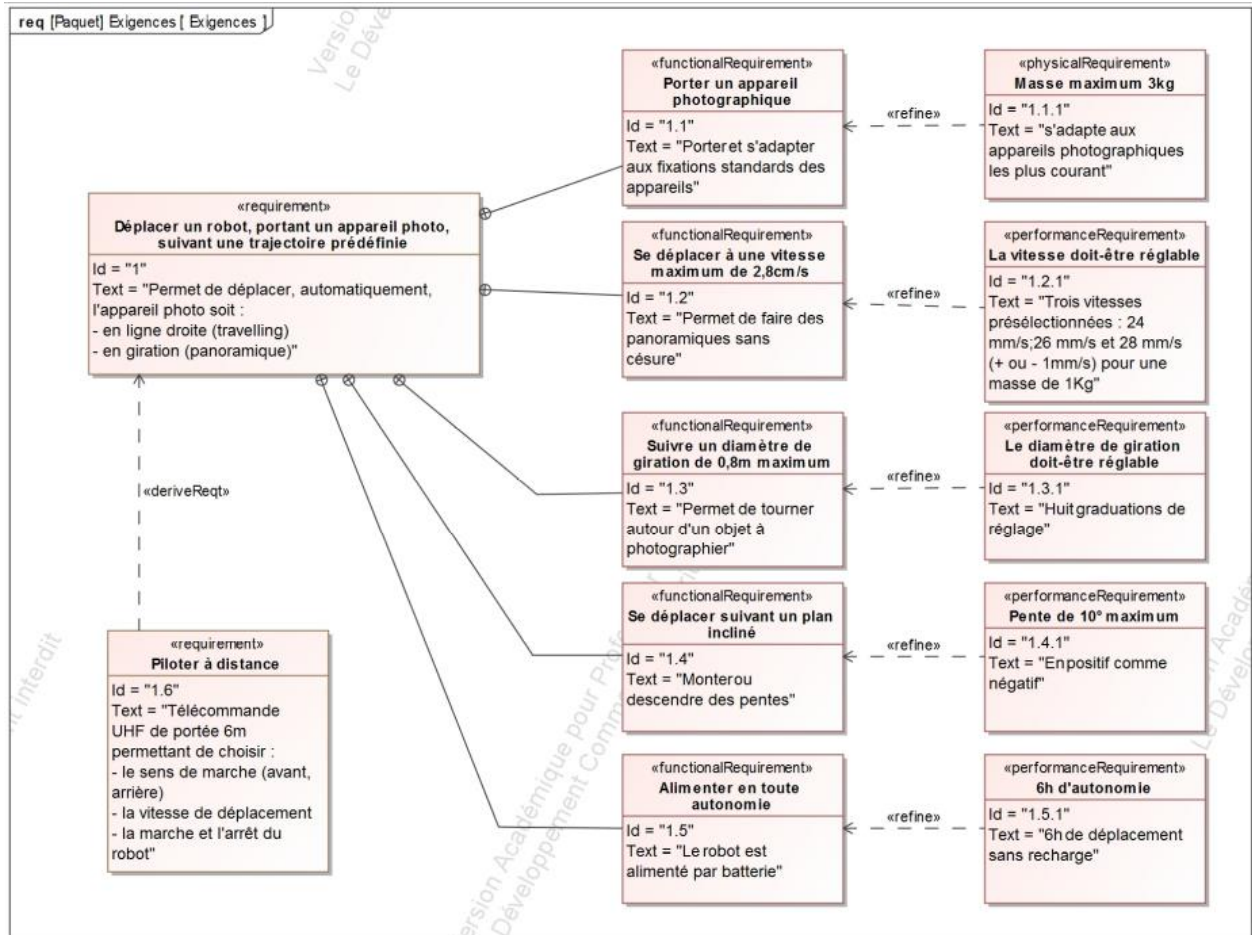 req [Paquet] Exigences [ Exigences ]
«functionalRequirement»
Porter un appareil
photographique
Id = "1.1"
Text = "Porter et s'adapter
aux fixations standards des
appareils"
«refine»
«physicalRequirement»
Masse maximum 3kg
Id = "1.1.1"
Text = "s'adapte aux
appareils photographiques
les plus courant"
«requirement»
Déplacer un robot, portant un appareil photo,
suivant une trajectoire prédéfinie
Id = "1"
Text = "Permet de déplacer, automatiquement,
l'appareil photo soit :
- en ligne droite (travelling)
- en giration (panoramique)"
«functionalRequirement»
Se déplacer à une vitesse
maximum de 2,8cm/s
Id = "1.2"
Text = "Permet de faire des
panoramiques sans
césure"
«refine»
«performanceRequirement»
La vitesse doit-être réglable
Id = "1.2.1"
Text = "Trois vitesses
présélectionnées : 24
mm/s;26 mm/s et 28 mm/s
(+ ou - 1mm/s) pour une
masse de 1Kg"
«functionalRequirement»
Suivre un diamètre de
giration de 0,8m maximum
Id = "1.3"
Text = "Permet de tourner
autour d'un objet à
photographier"
«refine»
«performanceRequirement»
Le diamètre de giration
doit-être réglable
Id = "1.3.1"
Text = "Huit graduations de
réglage"
«deriveReqt»
«functionalRequirement»
Se déplacer suivant un plan
incliné
Id = "1.4"
Text = "Monter ou
descendre des pentes"
«refine»
«performanceRequirement»
Pente de 10° maximum
Id = "1.4.1"
Text = "En positif comme
négatif"
«requirement»
Piloter à distance
Id = "1.6"
Text = "Télécommande
UHF de portée 6m
permettant de choisir :
- le sens de marche (avant,
arrière)
- la vitesse de déplacement
- la marche et l'arrêt du
robot"
«functionalRequirement»
Alimenter en toute
autonomie
Id = "1.5"
Text = "Le robot est
alimenté par batterie"
«refine»
«performanceRequirement»
6h d'autonomie
Id = "1.5.1"
Text = "6h de déplacement
sans recharge"
Version
Le Déve
Interdit
ersion Académique pour Prof
Développement Comm
Le Dével